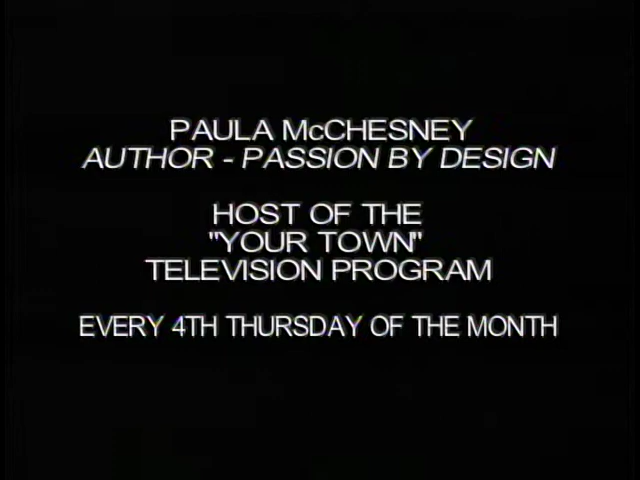 PAULA McCHESNEY
AUTHOR - PASSION BY DESIGN
HOST OF THE
"YOUR TOWN"
TELEVISION PROGRAM
EVERY 4TH THURSDAY OF THE MONTH